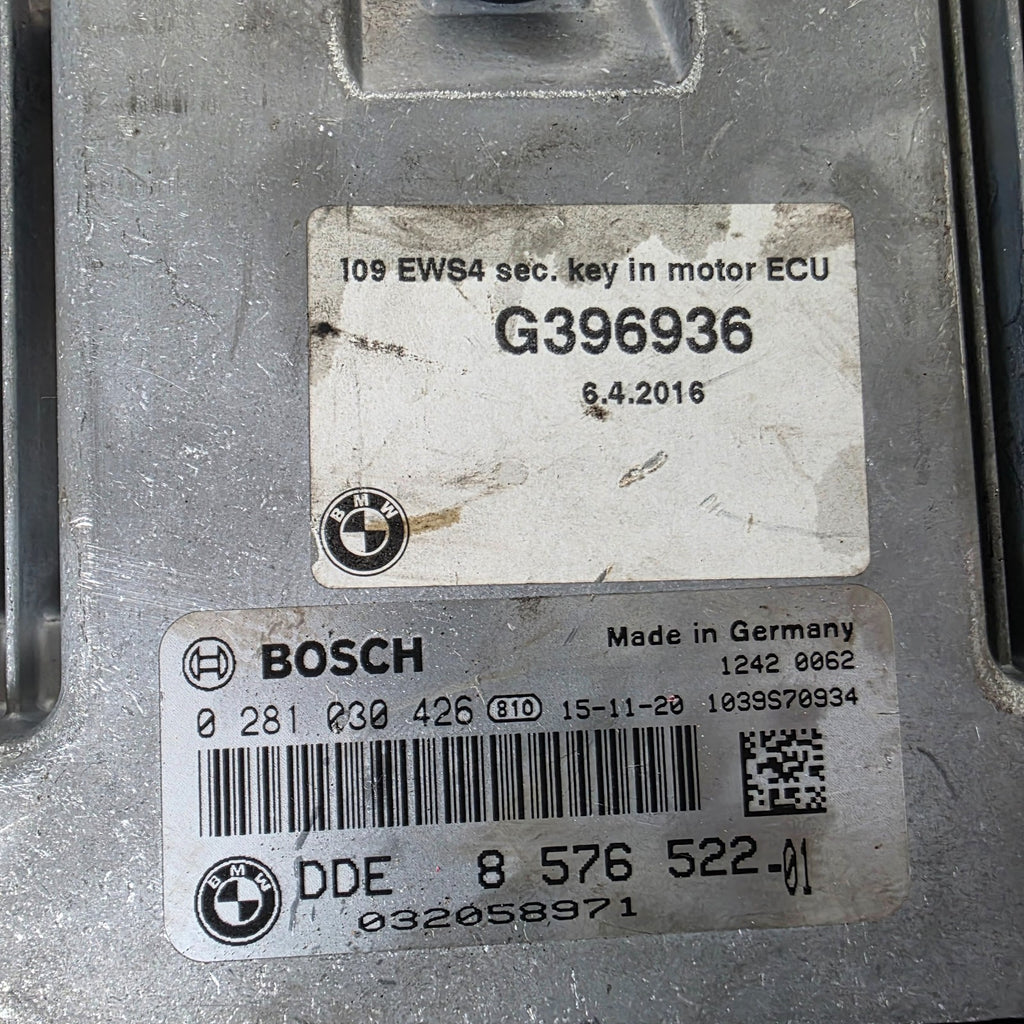 109 EWS4 sec. key in motor ECU
G396936
6.4.2016
BMW
BOSCH
Made in Germany
1242 0062
0 281 030 426 810 15-11-20 1039S70934
BMW DDE 8 576 522-01
032058971